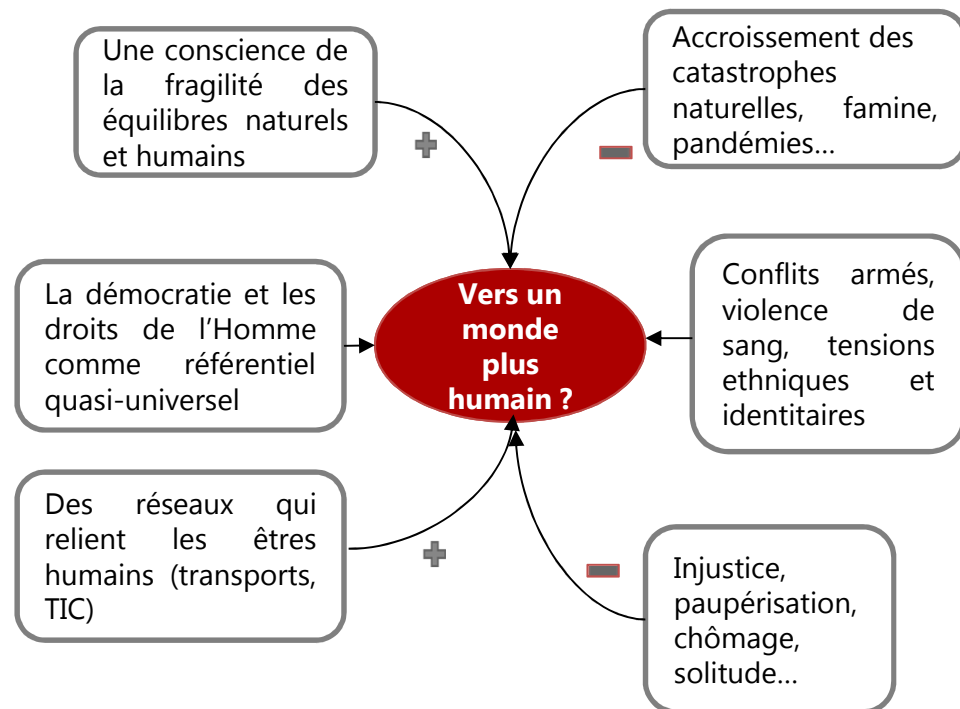 Une conscience de
la fragilité des
équilibres naturels
et humains
Accroissement des
catastrophes
naturelles, famine,
pandémies…
La démocratie et les
droits de l’Homme
comme référentiel
quasi-universel
Vers un
monde
plus
humain ?
Conflits armés,
violence de
sang, tensions
ethniques et
identitaires
Des réseaux qui
relient les êtres
humains (transports,
TIC)
Injustice,
paupérisation,
chômage,
solitude…